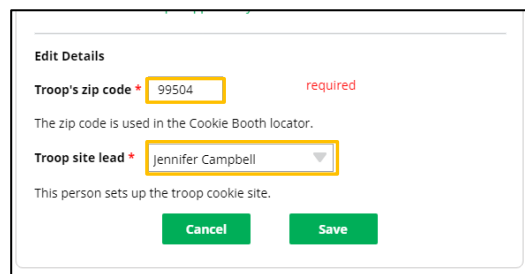 Edit Details
Troop's zip code * 99504 required
The zip code is used in the Cookie Booth locator.
Troop site lead * Jennifer Campbell
This person sets up the troop cookie site.
Cancel Save